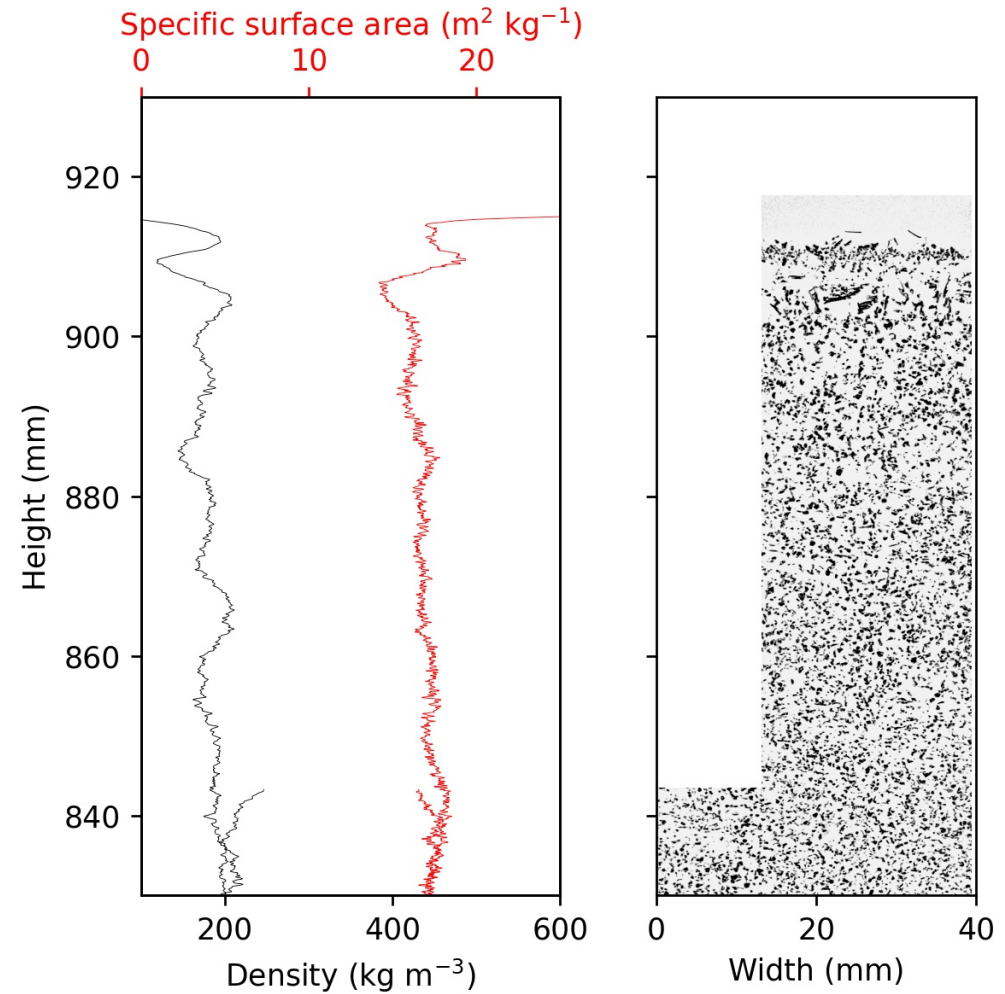 Specific surface area (m² kg⁻¹)
0 10 20
920
900
880
860
840
Height (mm)
200 400 600
Density (kg m⁻³)
0 20 40
Width (mm)